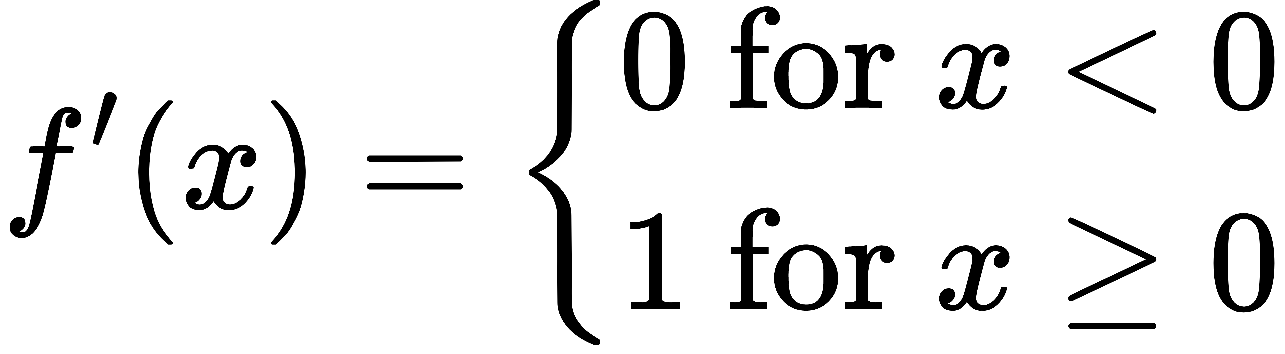 f′(x) = { 0 for x < 0
1 for x ≥ 0